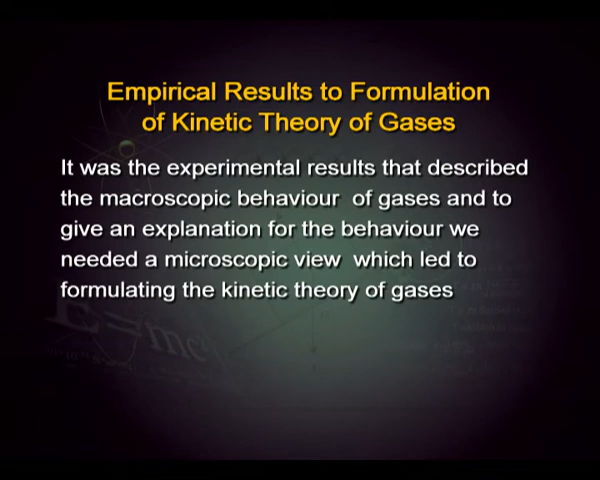 Empirical Results to Formulation
of Kinetic Theory of Gases
It was the experimental results that described
the macroscopic behaviour of gases and to
give an explanation for the behaviour we
needed a microscopic view which led to
formulating the kinetic theory of gases
E=mc²